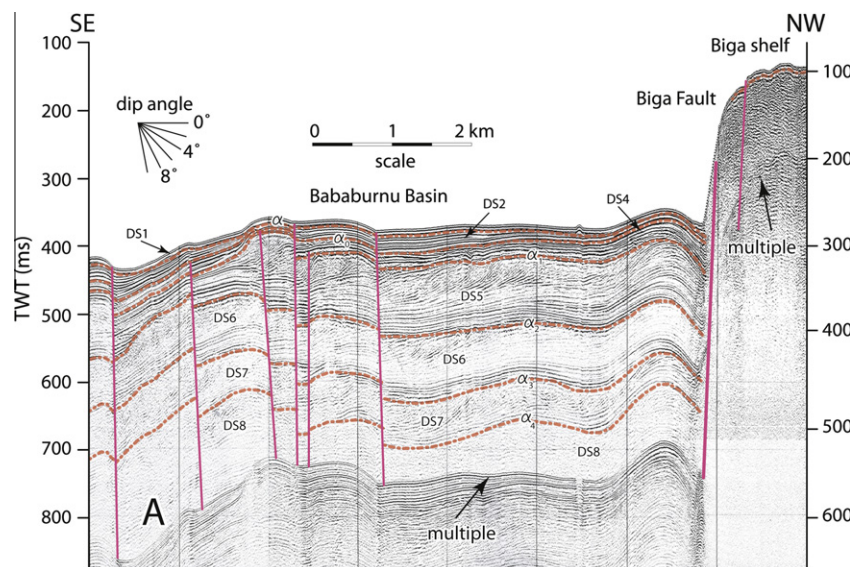 SE
NW
100
Biga shelf
dip angle
0°
4°
8°
0 1 2 km
scale
Biga Fault
100
200
200
300
Bababurnu Basin
multiple
DS1
α
DS2
DS4
400
α
α
300
TWT (ms)
DS5
500
DS6
α
400
600
DS6
DS7
α
DS7
α4
DS8
500
700
DS8
800
A
multiple
600